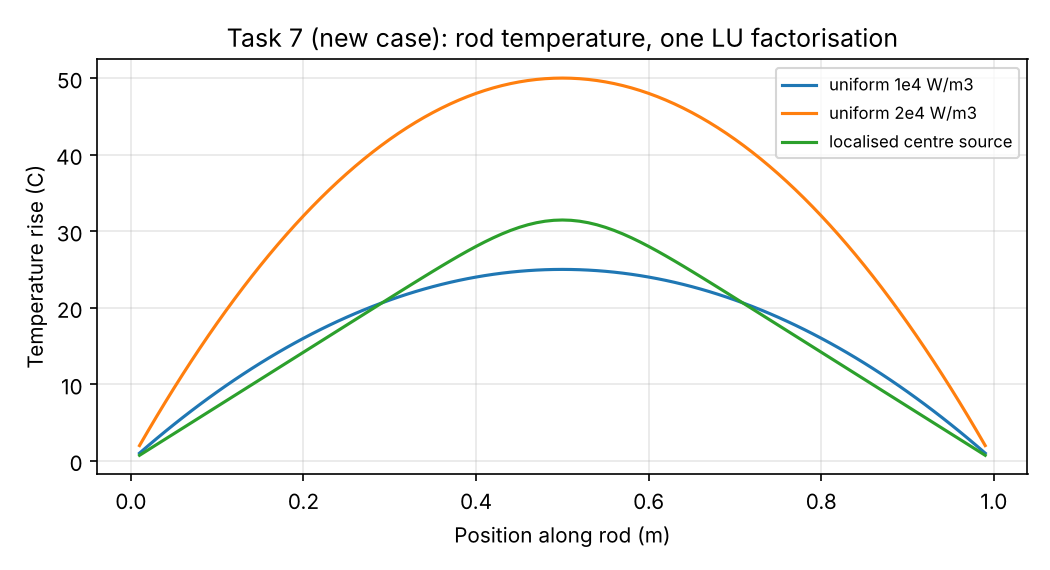 Task 7 (new case): rod temperature, one LU factorisation
uniform 1e4 W/m3
uniform 2e4 W/m3
localised centre source
Temperature rise (C)
50
40
30
20
10
0
0.0 0.2 0.4 0.6 0.8 1.0
Position along rod (m)